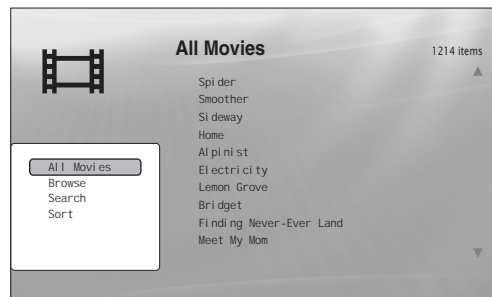 All Movies
1214 items
Spider
Smoother
Sideway
Home
Alpinist
Electricity
Lemon Grove
Bridget
Finding Never-Ever Land
Meet My Mom
All Movies
Browse
Search
Sort